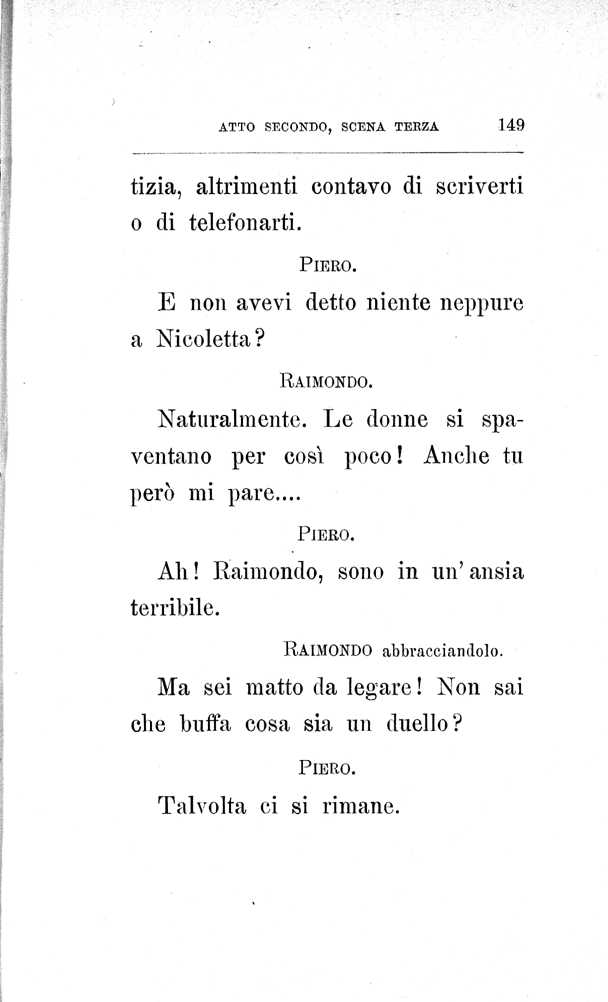 ATTO SECONDO, SCENA TERZA 149
tizia, altrimenti contavo di scriverti
o di telefonarti.
PIERO.
E non avevi detto niente neppure
a Nicoletta?
RAIMONDO.
Naturalmente. Le donne si spa-
ventano per così poco! Anche tu
però mi pare....
PIERO.
Ah! Raimondo, sono in un' ansia
terribile.
RAIMONDO abbracciandolo.
Ma sei matto da legare! Non sai
che buffa cosa sia un duello?
PIERO.
Talvolta ci si rimane.